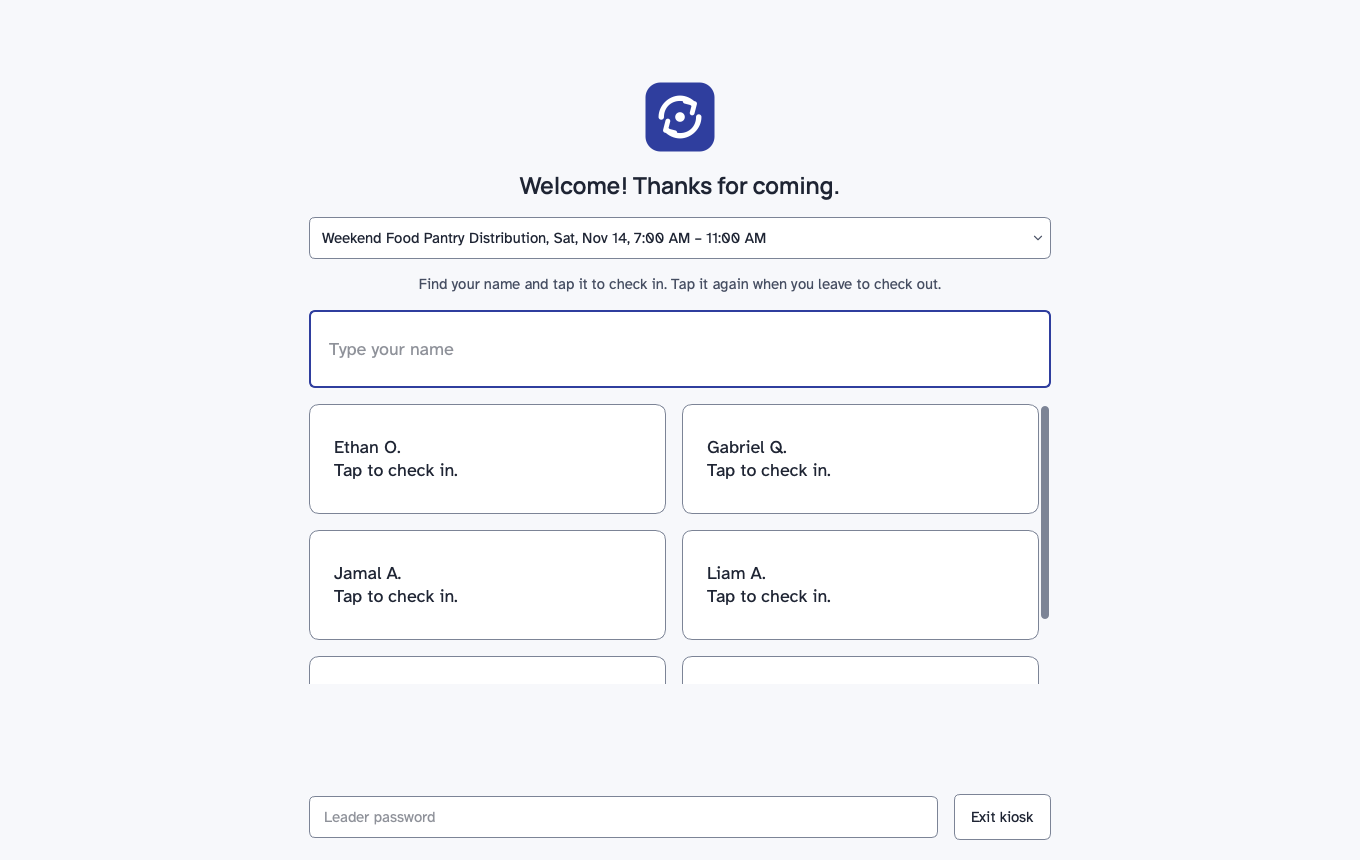 Welcome! Thanks for coming.
Weekend Food Pantry Distribution, Sat, Nov 14, 7:00 AM – 11:00 AM
Find your name and tap it to check in. Tap it again when you leave to check out.
Type your name
Ethan O.
Tap to check in.
Gabriel Q.
Tap to check in.
Jamal A.
Tap to check in.
Liam A.
Tap to check in.
Leader password
Exit kiosk